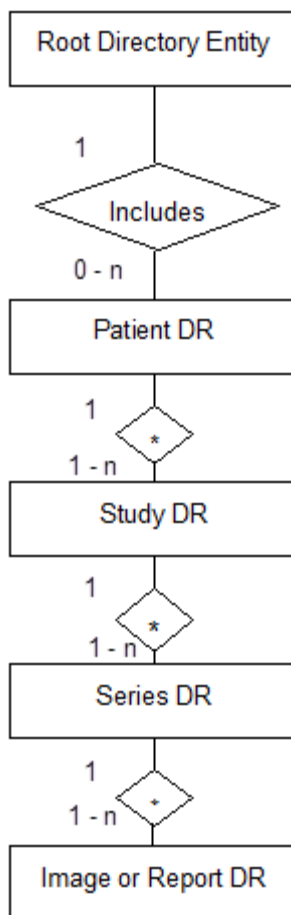 Root Directory Entity
1
Includes
0 - n
Patient DR
1
*
1 - n
Study DR
1
*
1 - n
Series DR
1
*
1 - n
Image or Report DR